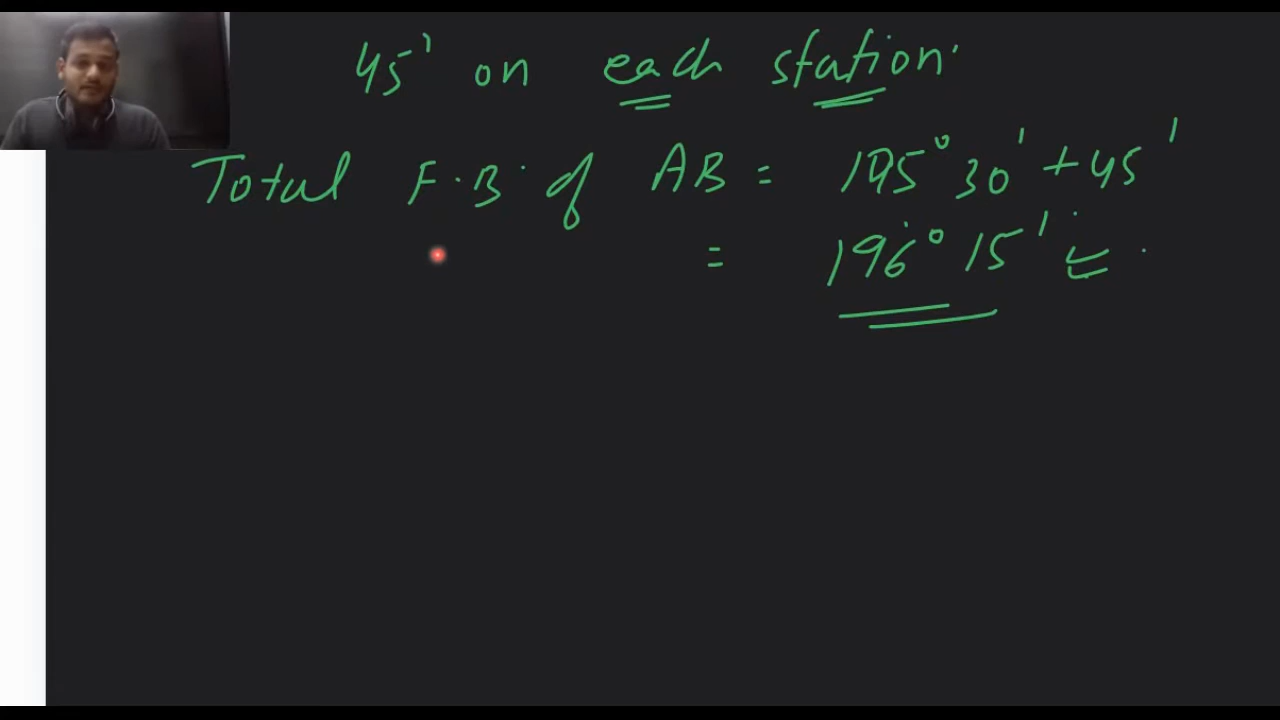 45' on each station.
Total F.B. of AB = 195° 30' + 45'
= 196° 15'